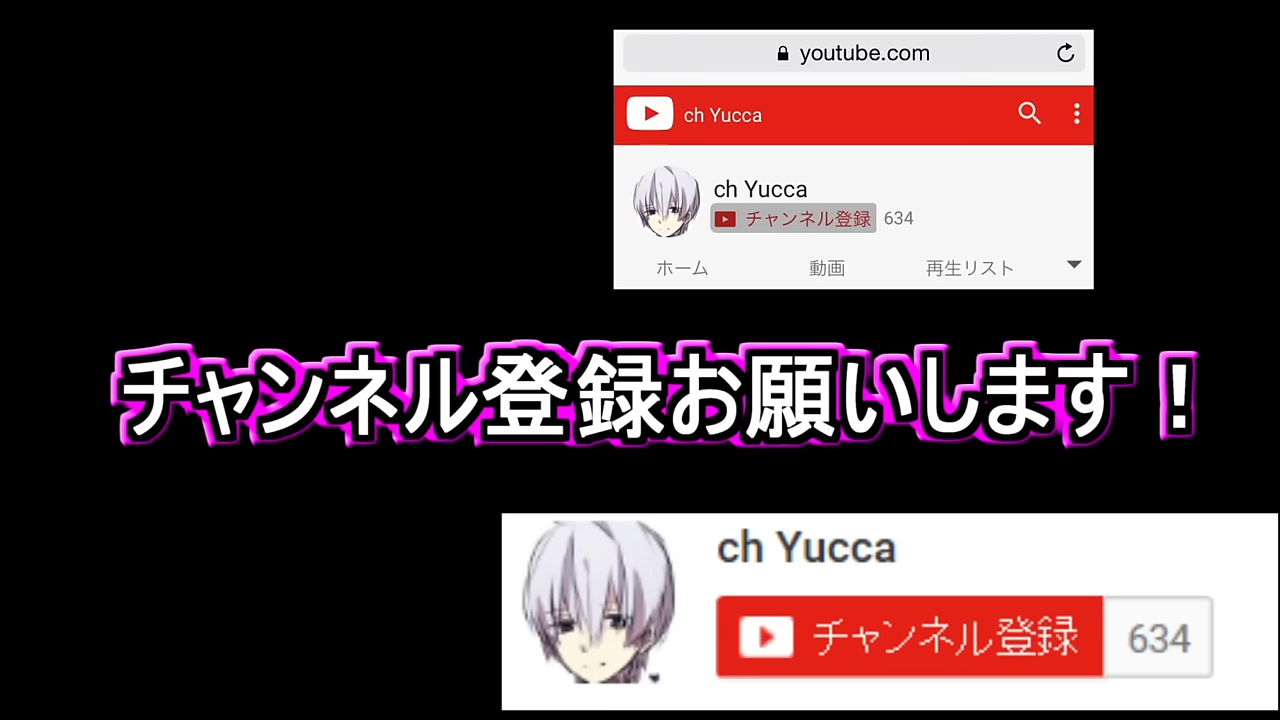 youtube.com
ch Yucca
ch Yucca
チャンネル登録 634
ホーム 動画 再生リスト
チャンネル登録お願いします！
ch Yucca
チャンネル登録 634